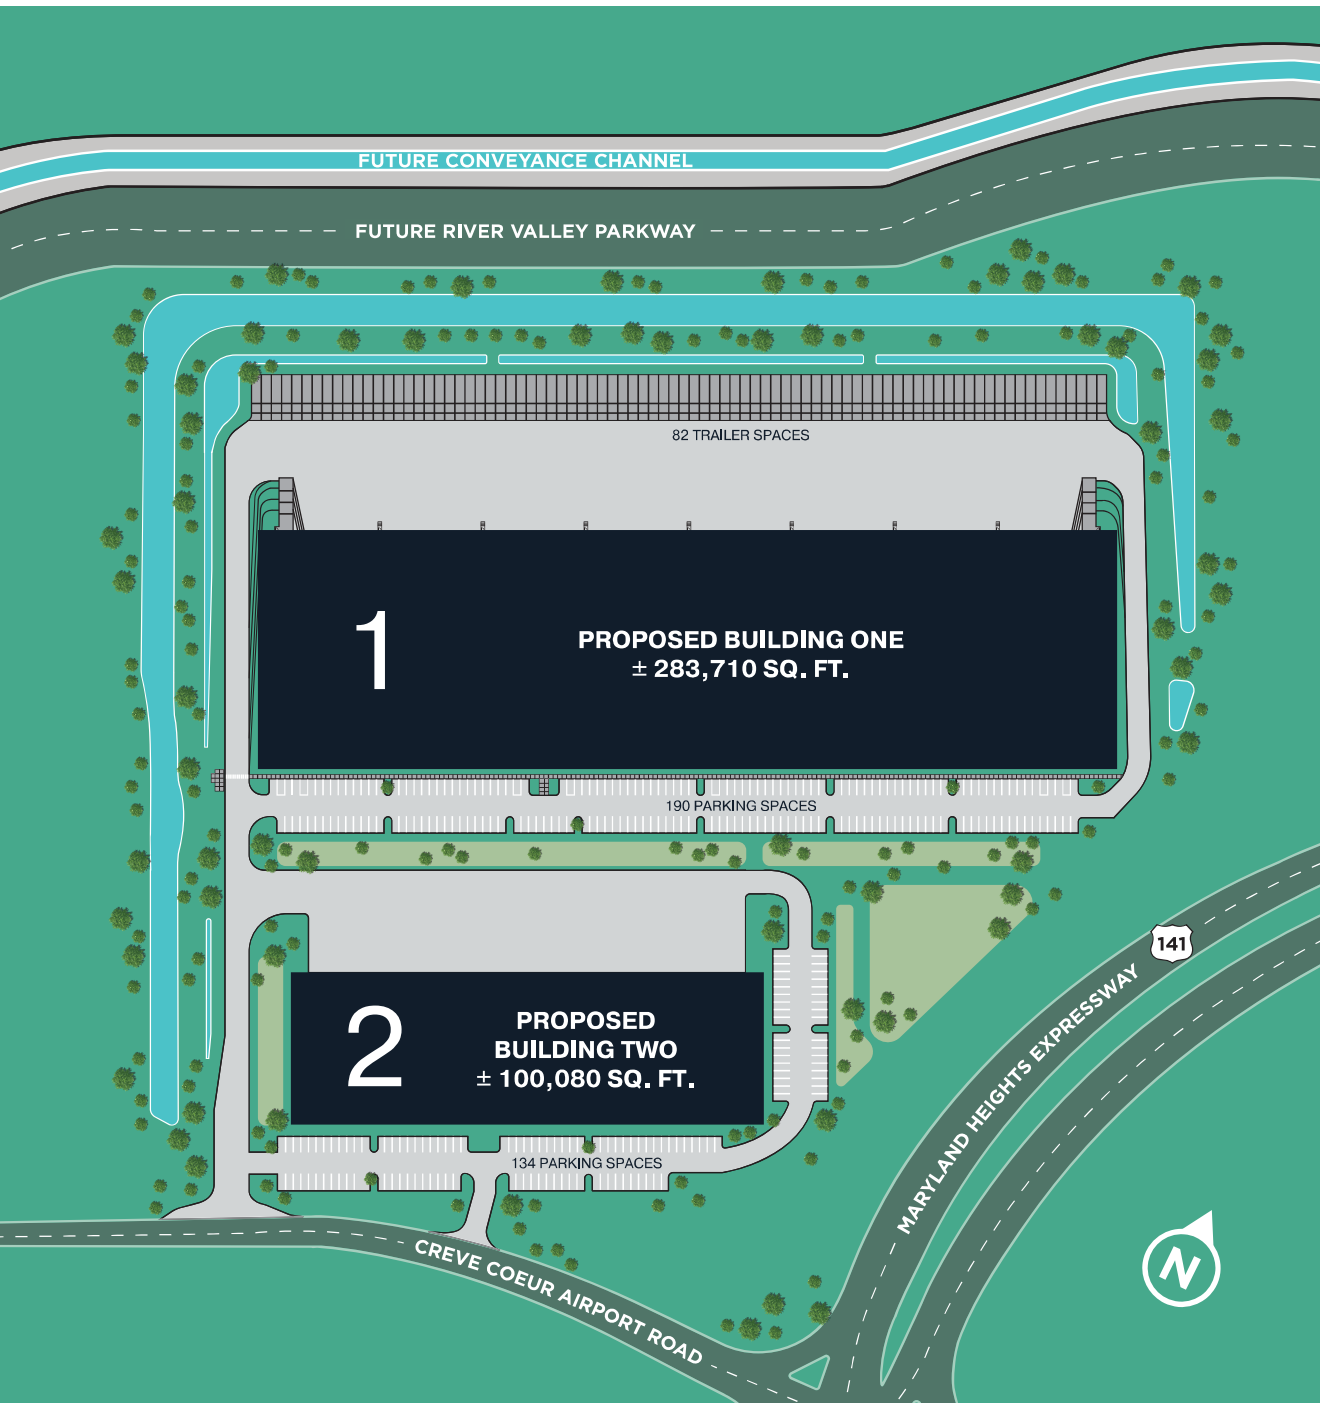 FUTURE CONVEYANCE CHANNEL
FUTURE RIVER VALLEY PARKWAY
82 TRAILER SPACES
1
PROPOSED BUILDING ONE
± 283,710 SQ. FT.
190 PARKING SPACES
141
MARYLAND HEIGHTS EXPRESSWAY
2
PROPOSED
BUILDING TWO
± 100,080 SQ. FT.
134 PARKING SPACES
CREVE COEUR AIRPORT ROAD
N